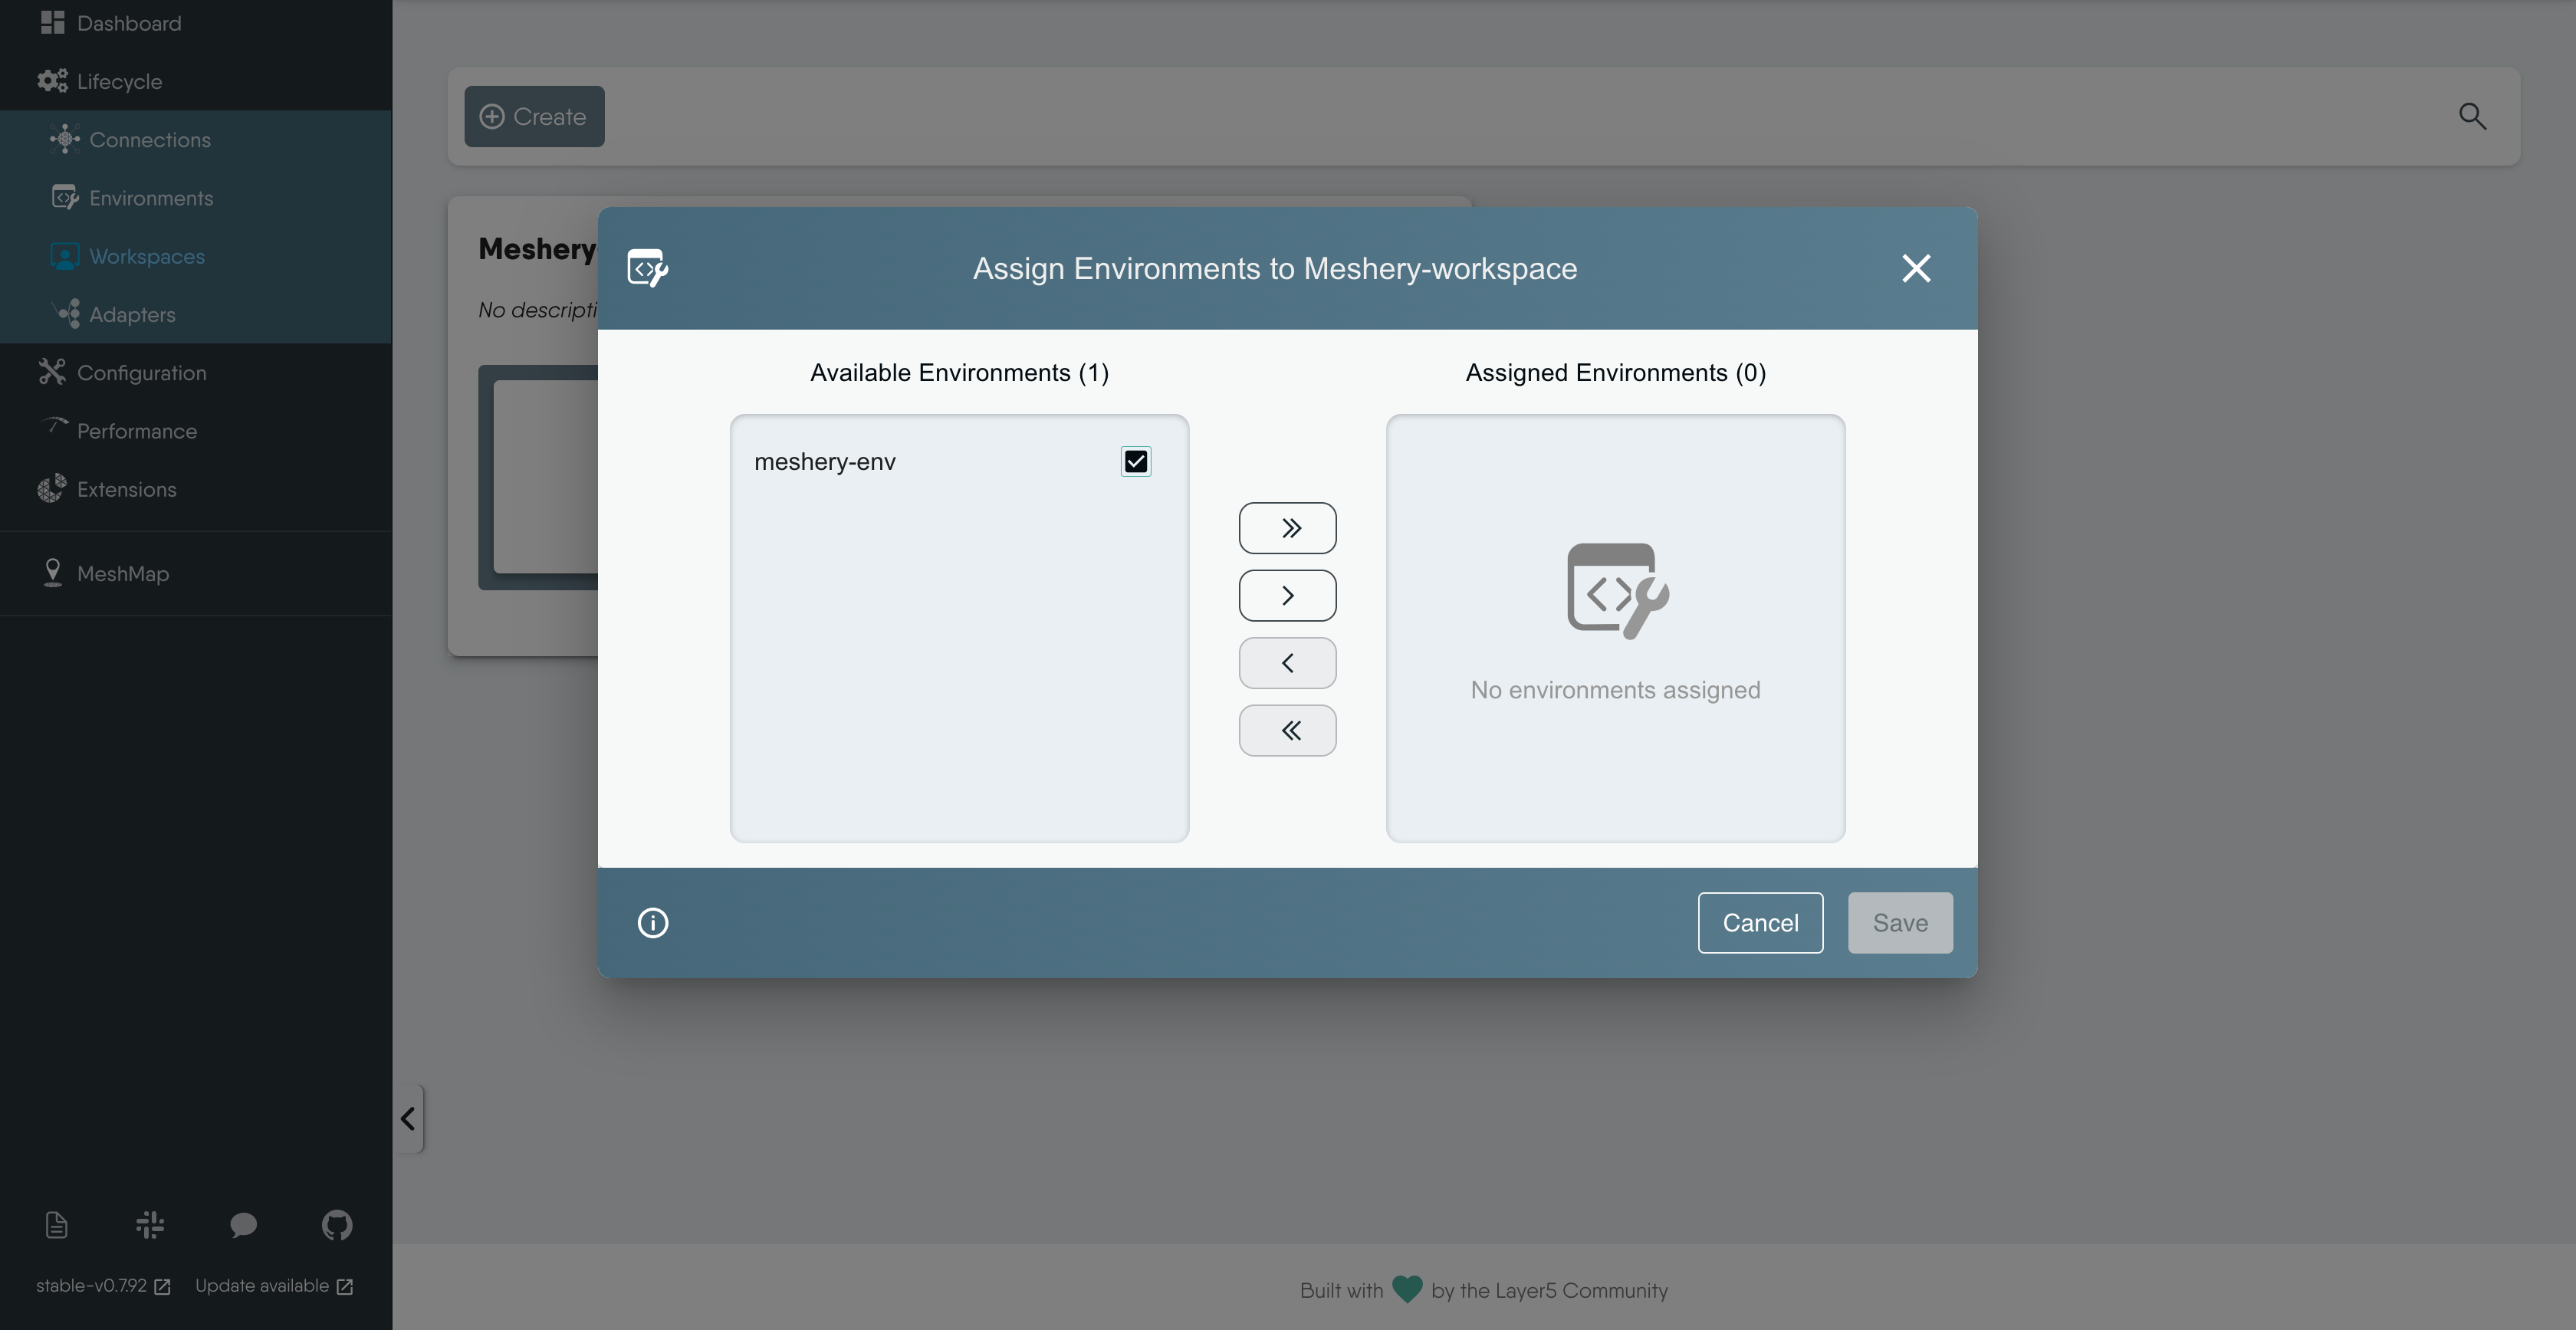 Dashboard
Lifecycle
Connections
Environments
Workspaces
Adapters
Configuration
Performance
Extensions
MeshMap
stable-v0.7.92
Update available
Create
Meshery
No descripti
Assign Environments to Meshery-workspace
Available Environments (1)
meshery-env
Assigned Environments (0)
No environments assigned
Cancel
Save
Built with by the Layer5 Community